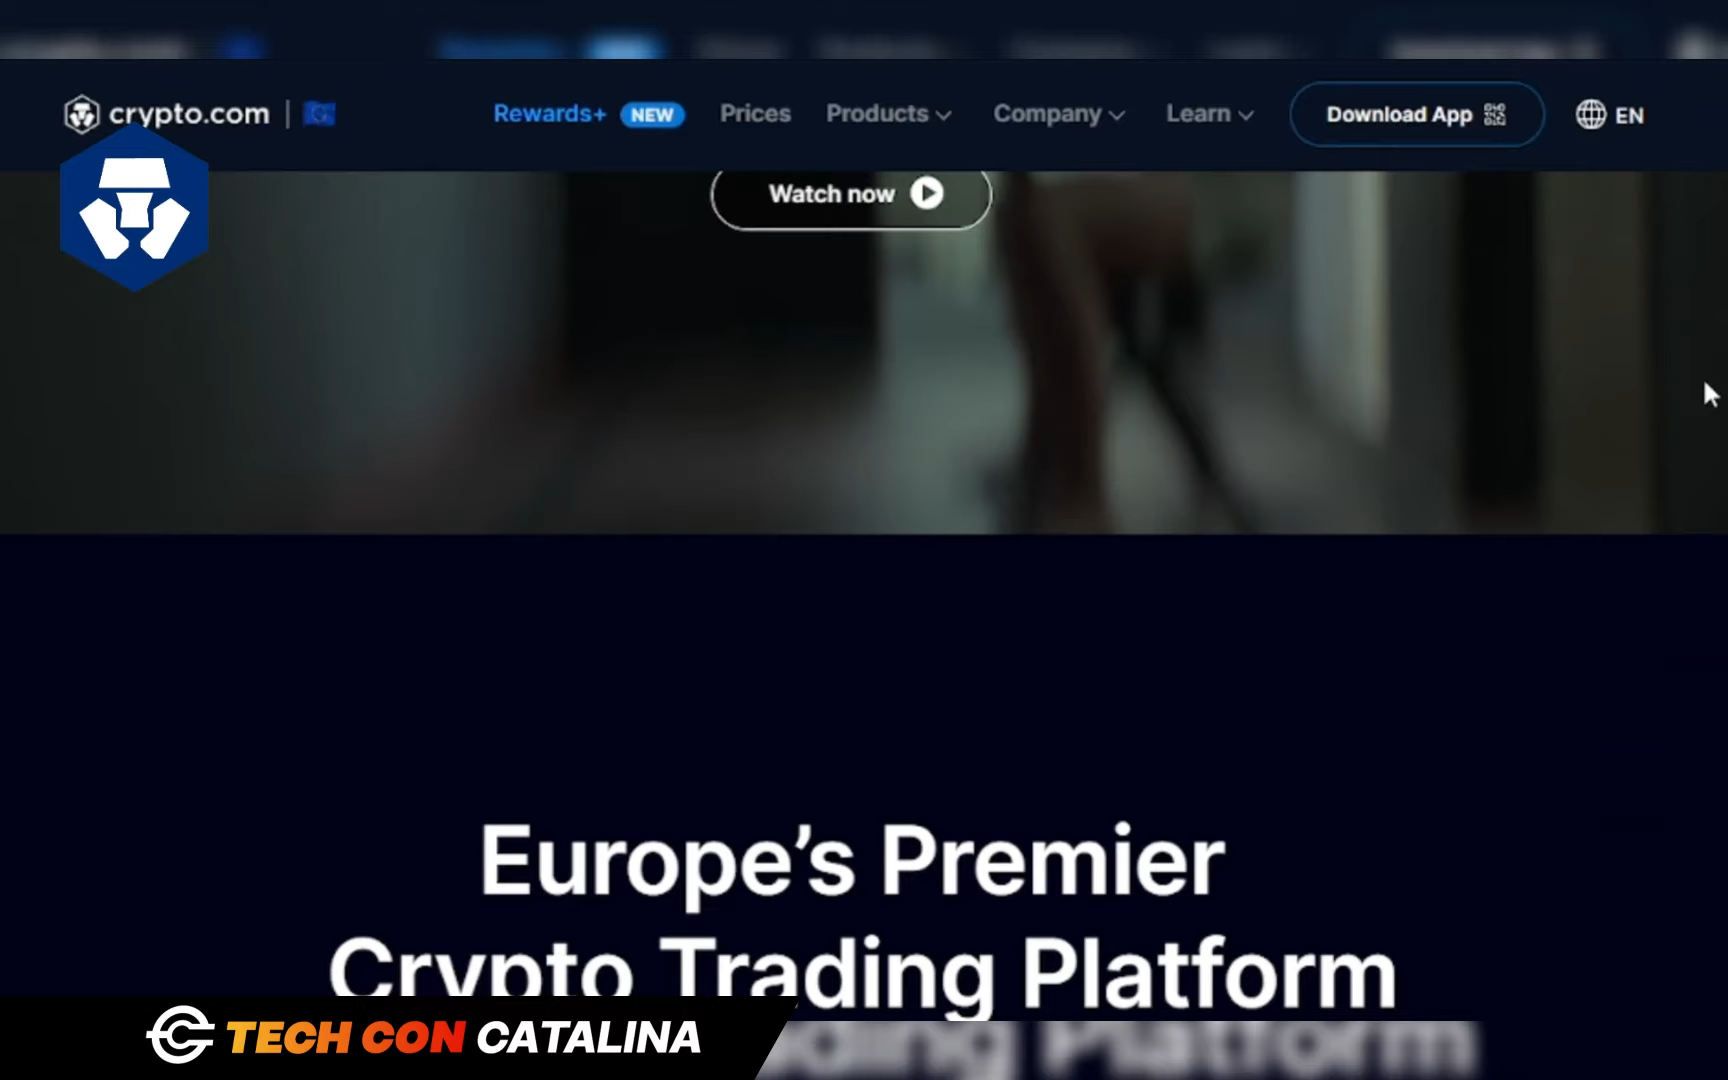 crypto.com
Rewards+ NEW Prices Products Company Learn Download App EN
Watch now
Europe’s Premier
Crypto Trading Platform
TECH CON CATALINA